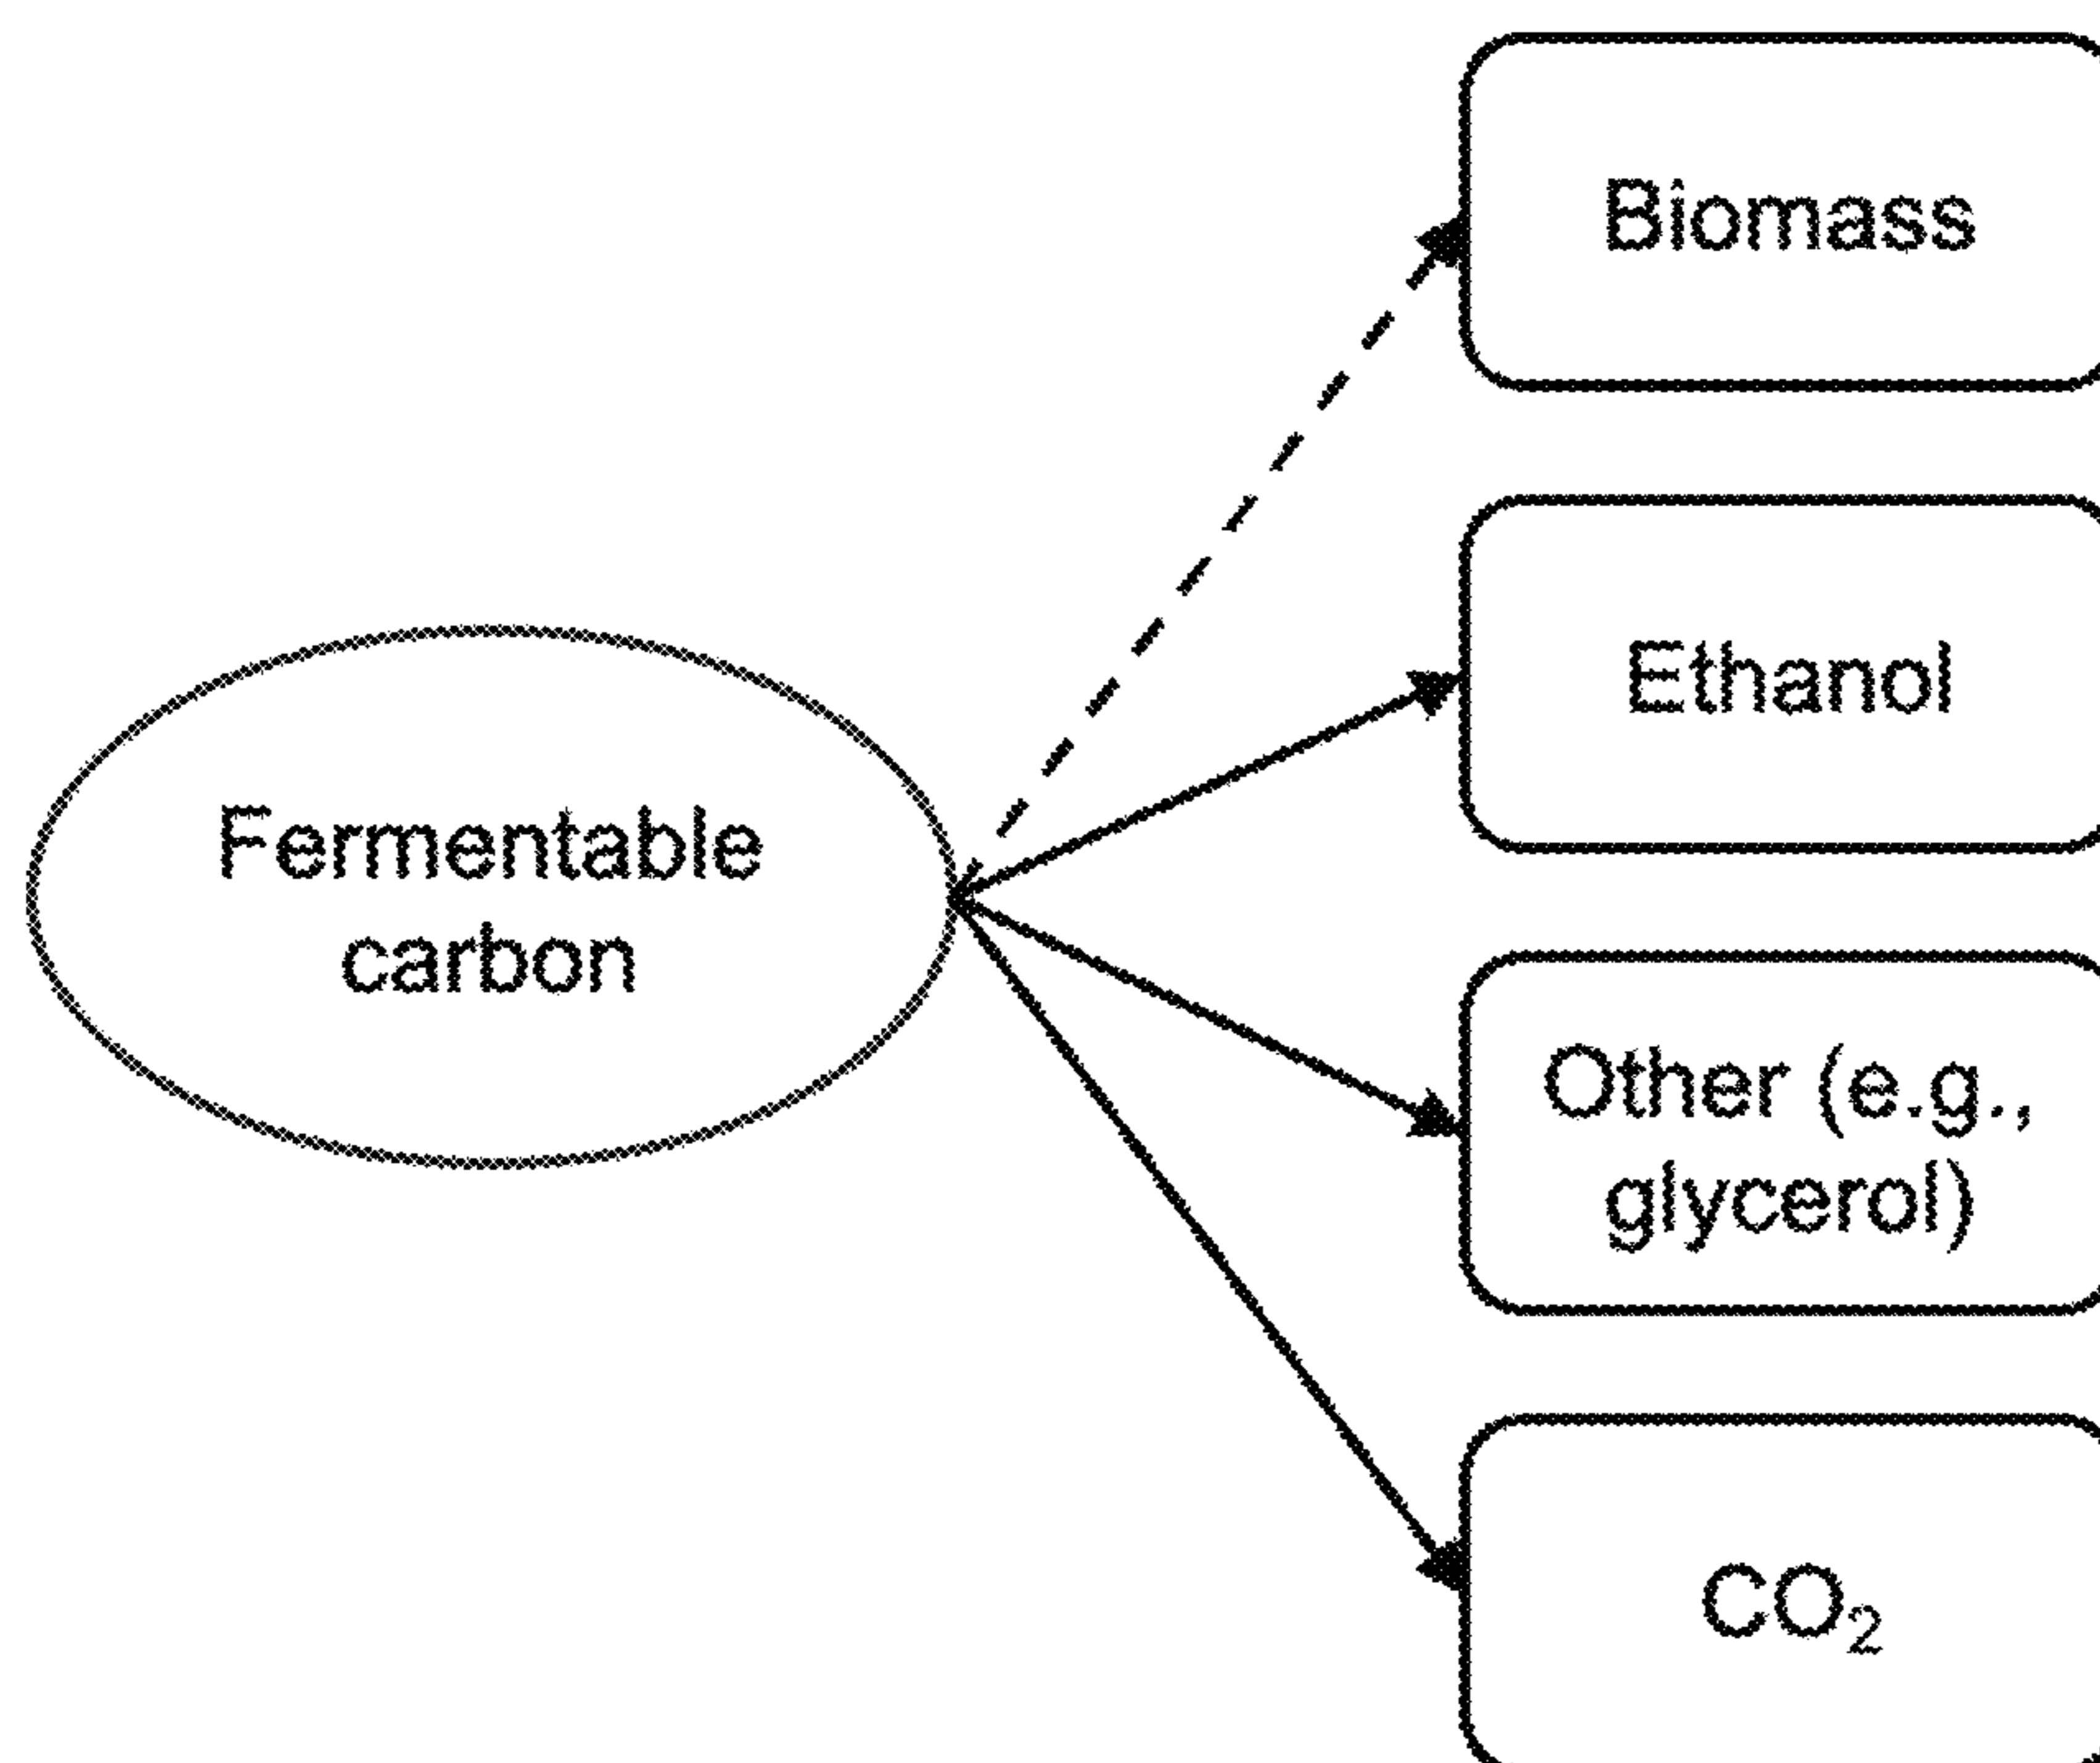 Biomass
Ethanol
Fermentable
carbon
Other (e.g.,
glycerol)
CO₂